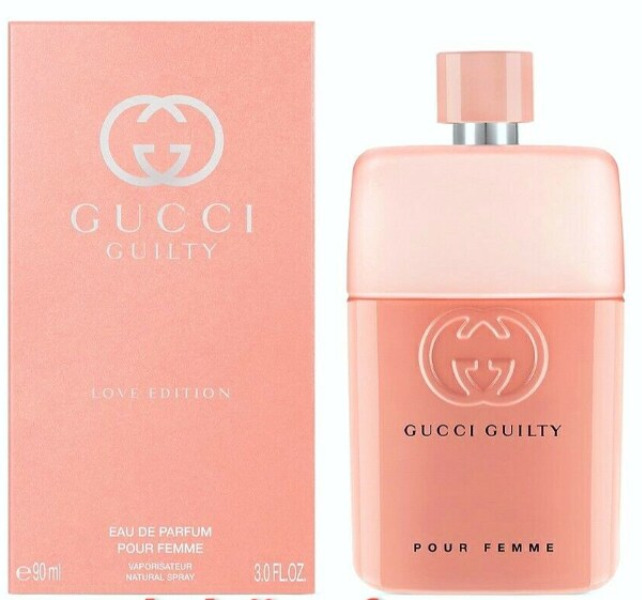 GUCCI
GUILTY
LOVE EDITION
EAU DE PARFUM
POUR FEMME
VAPORISATEUR
NATURAL SPRAY
℮90ml
3.0 FL.OZ.
GUCCI GUILTY
POUR FEMME